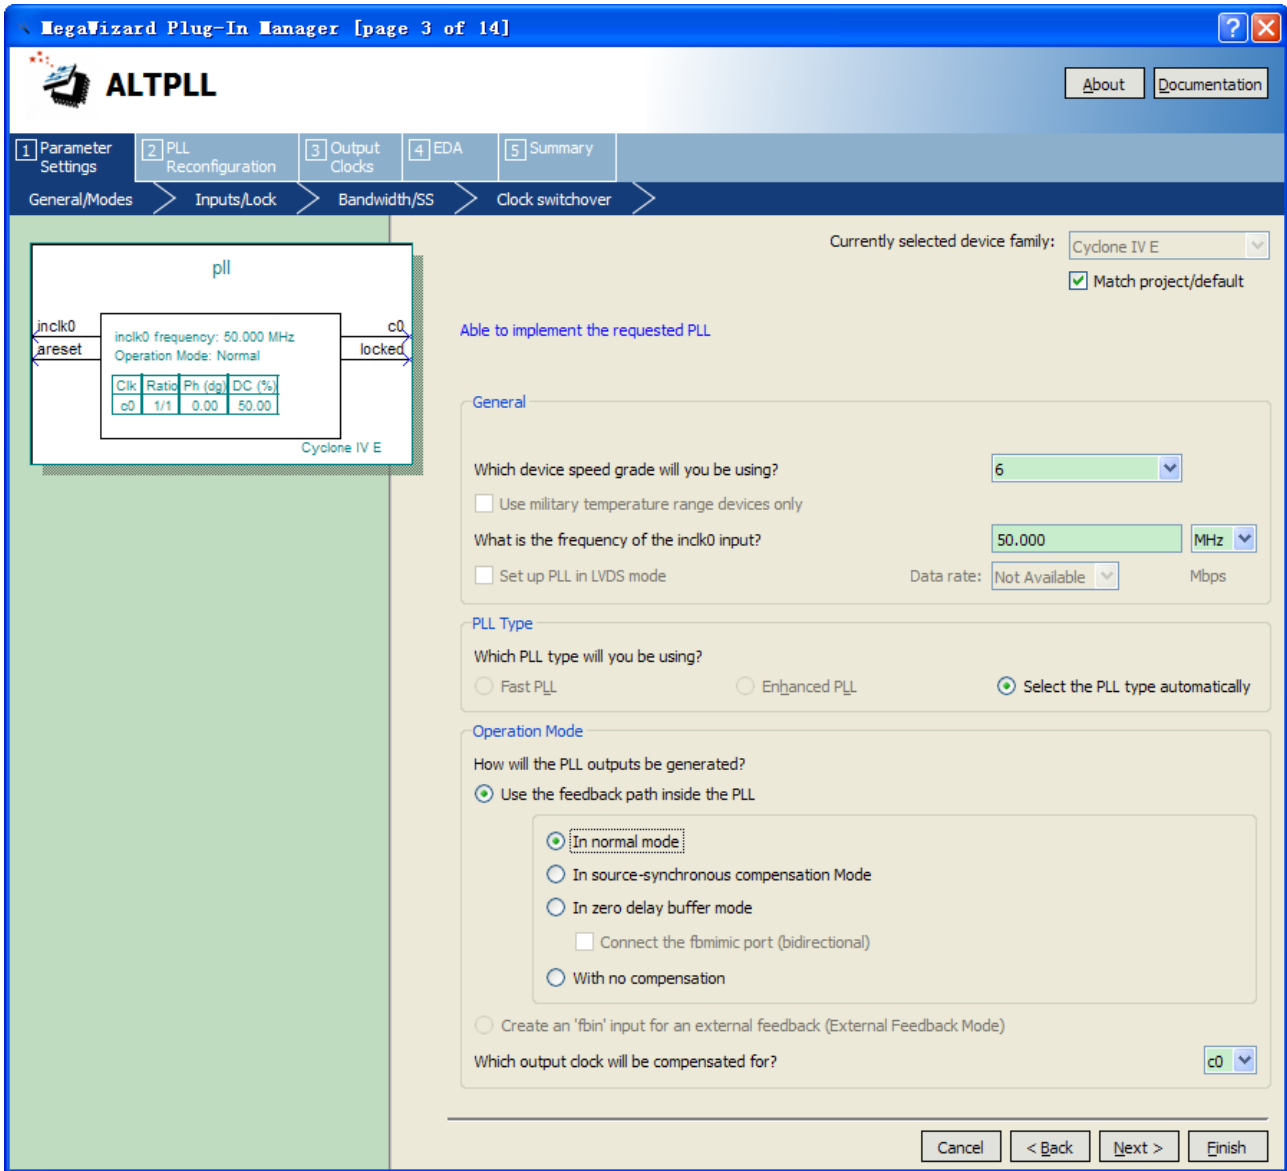 MegaWizard Plug-In Manager [page 3 of 14]
ALTPLL
About
Documentation
1 Parameter Settings
2 PLL Reconfiguration
3 Output Clocks
4 EDA
5 Summary
General/Modes
Inputs/Lock
Bandwidth/SS
Clock switchover
pll
inclk0
areset
c0
locked
inclk0 frequency: 50.000 MHz
Operation Mode: Normal
Clk Ratio Ph (dg) DC (%)
c0 1/1 0.00 50.00
Cyclone IV E
Currently selected device family: Cyclone IV E
Match project/default
Able to implement the requested PLL
General
Which device speed grade will you be using? 6
Use military temperature range devices only
What is the frequency of the inclk0 input? 50.000 MHz
Set up PLL in LVDS mode Data rate: Not Available Mbps
PLL Type
Which PLL type will you be using?
Fast PLL Enhanced PLL Select the PLL type automatically
Operation Mode
How will the PLL outputs be generated?
Use the feedback path inside the PLL
In normal mode
In source-synchronous compensation Mode
In zero delay buffer mode
Connect the fbmimic port (bidirectional)
With no compensation
Create an 'fbin' input for an external feedback (External Feedback Mode)
Which output clock will be compensated for? c0
Cancel < Back Next > Finish